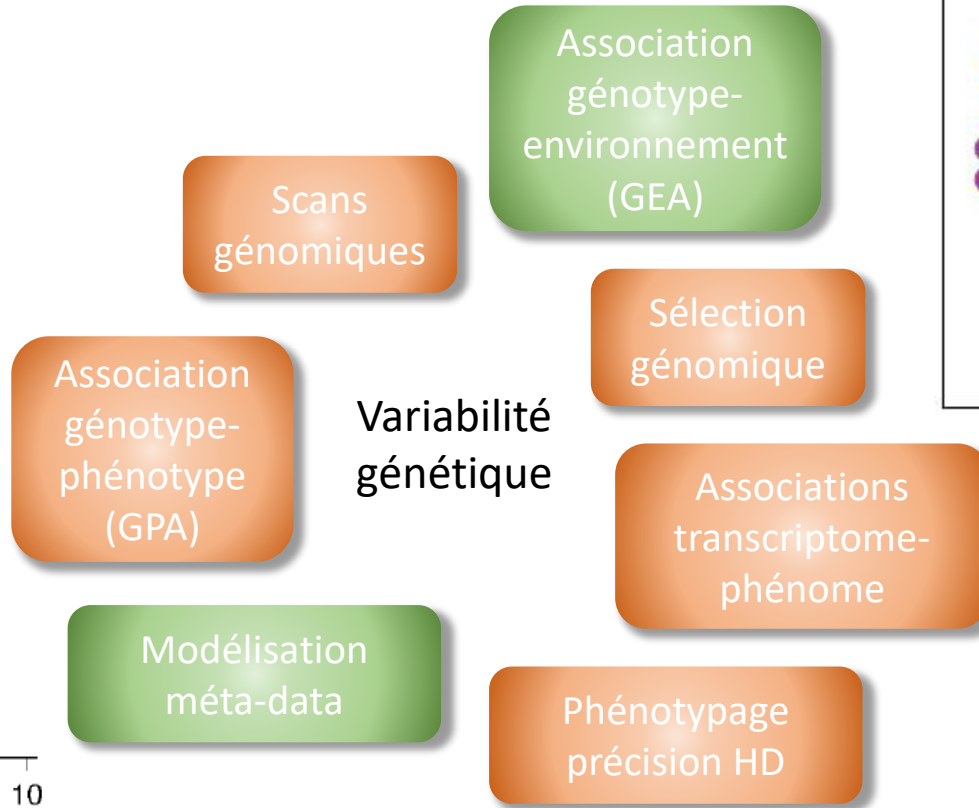 Association
génotype-
environnement
(GEA)
Scans
génomiques
Sélection
génomique
Association
génotype-
phénotype
(GPA)
Variabilité
génétique
Associations
transcriptome-
phénome
Modélisation
méta-data
Phénotypage
précision HD
10